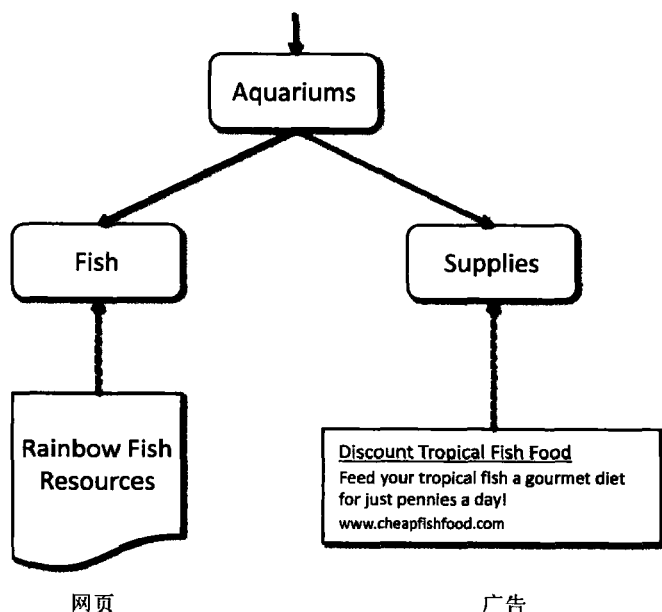 Aquariums
Fish
Supplies
Rainbow Fish
Resources
Discount Tropical Fish Food
Feed your tropical fish a gourmet diet
for just pennies a day!
www.cheapfishfood.com
网页
广告